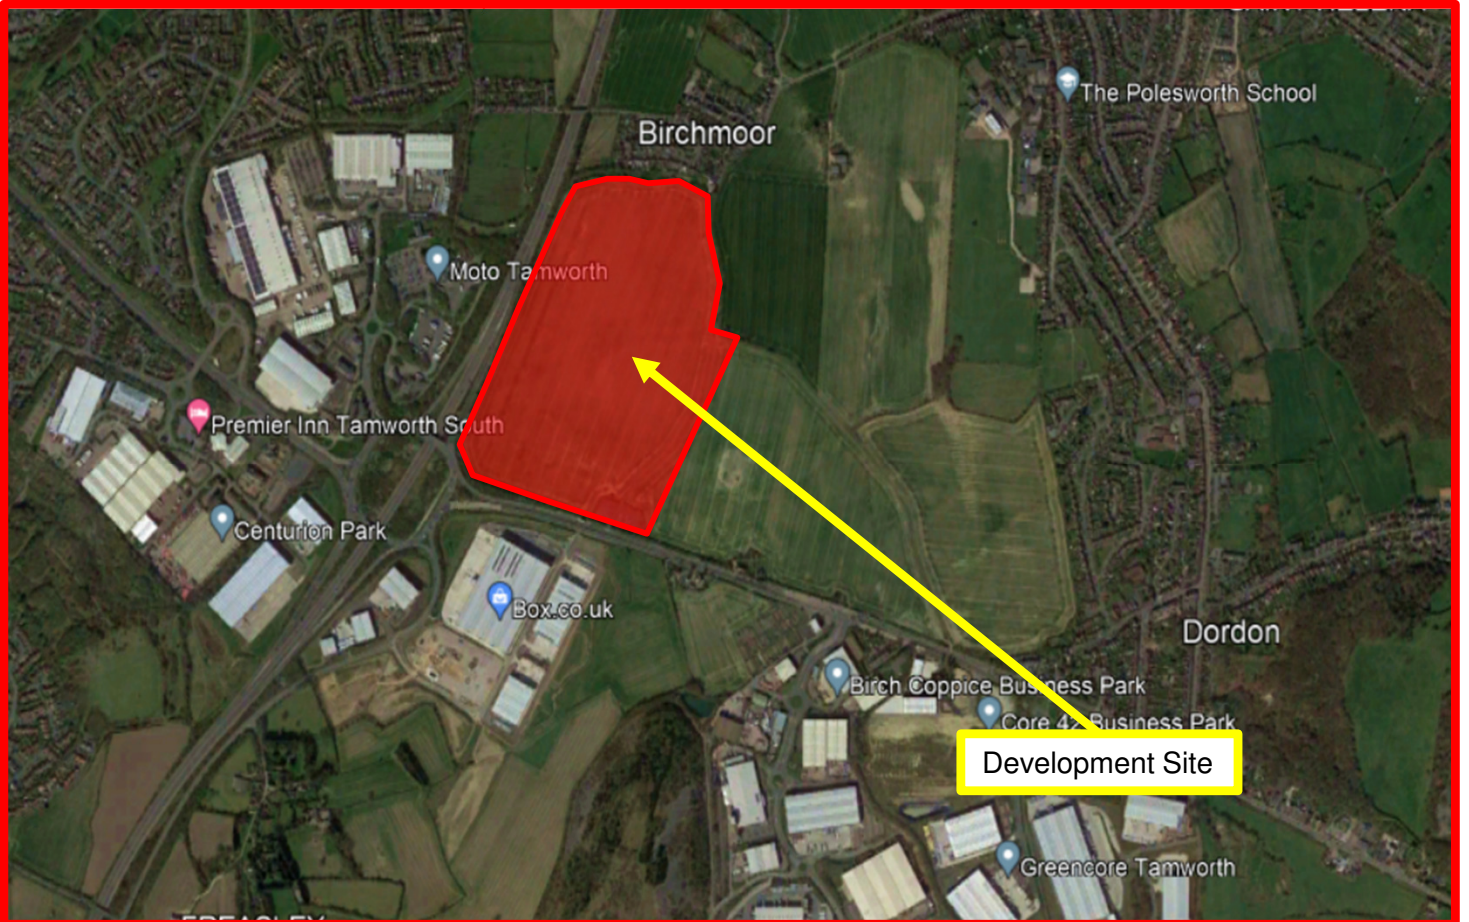 The Polesworth School
Birchmoor
Moto Tamworth
Premier Inn Tamworth South
Centurion Park
Box.co.uk
Dordon
Birch Coppice Business Park
Core 42 Business Park
Development Site
Greencore Tamworth